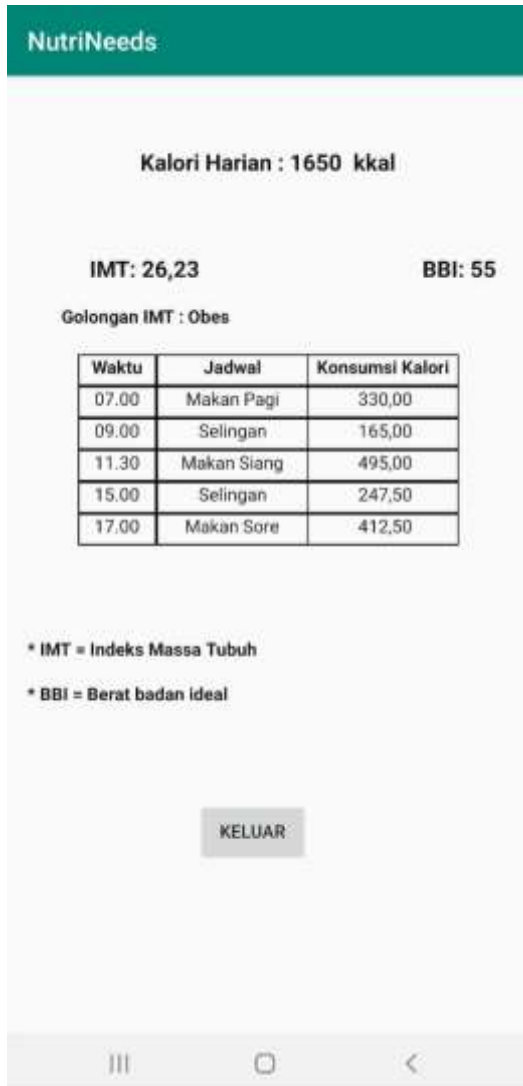 NutriNeeds
Kalori Harian : 1650 kkal
IMT: 26,23 BBI: 55
Golongan IMT : Obes
Waktu Jadwal Konsumsi Kalori
07.00 Makan Pagi 330,00
09.00 Selingan 165,00
11.30 Makan Siang 495,00
15.00 Selingan 247,50
17.00 Makan Sore 412,50
* IMT = Indeks Massa Tubuh
* BBI = Berat badan ideal
KELUAR